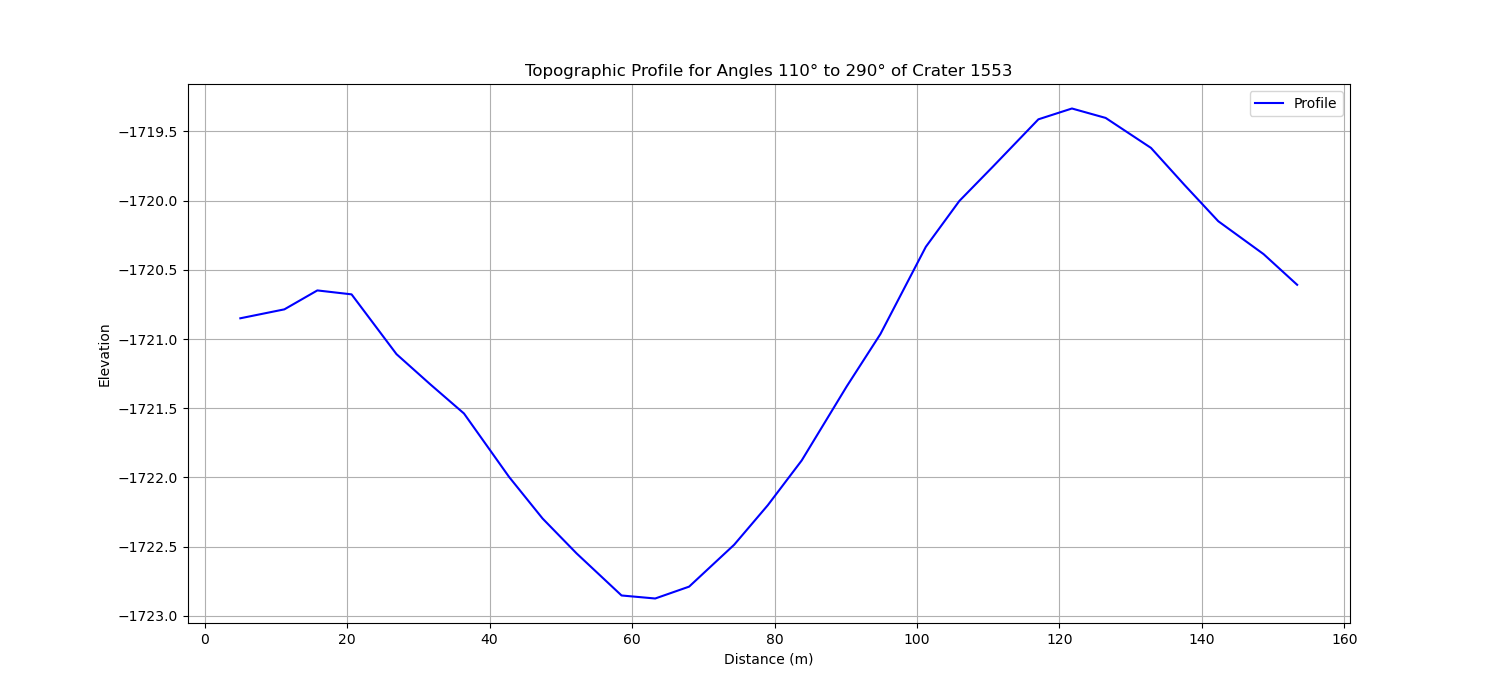 Topographic Profile for Angles 110° to 290° of Crater 1553
Profile
−1719.5
−1720.0
−1720.5
−1721.0
−1721.5
−1722.0
−1722.5
−1723.0
Elevation
0 20 40 60 80 100 120 140 160
Distance (m)